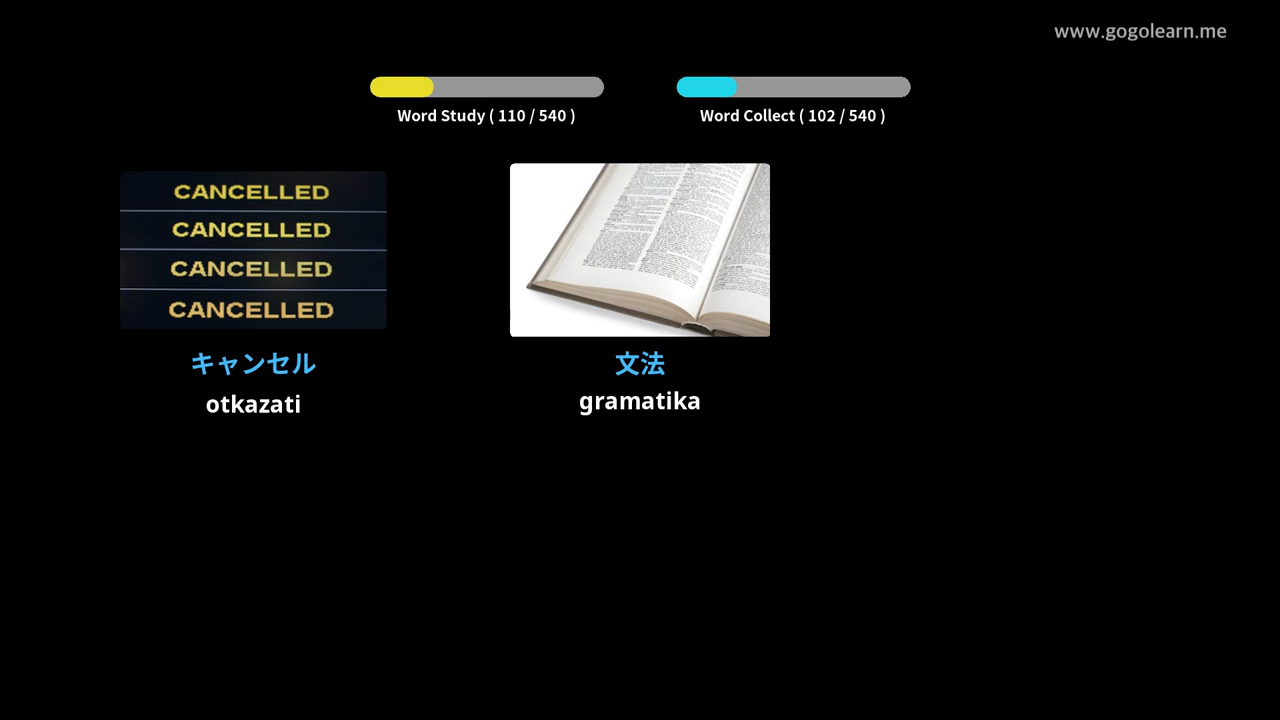 www.gogolearn.me
Word Study ( 110 / 540 )
Word Collect ( 102 / 540 )
CANCELLED
CANCELLED
CANCELLED
CANCELLED
キャンセル
otkazati
文法
gramatika